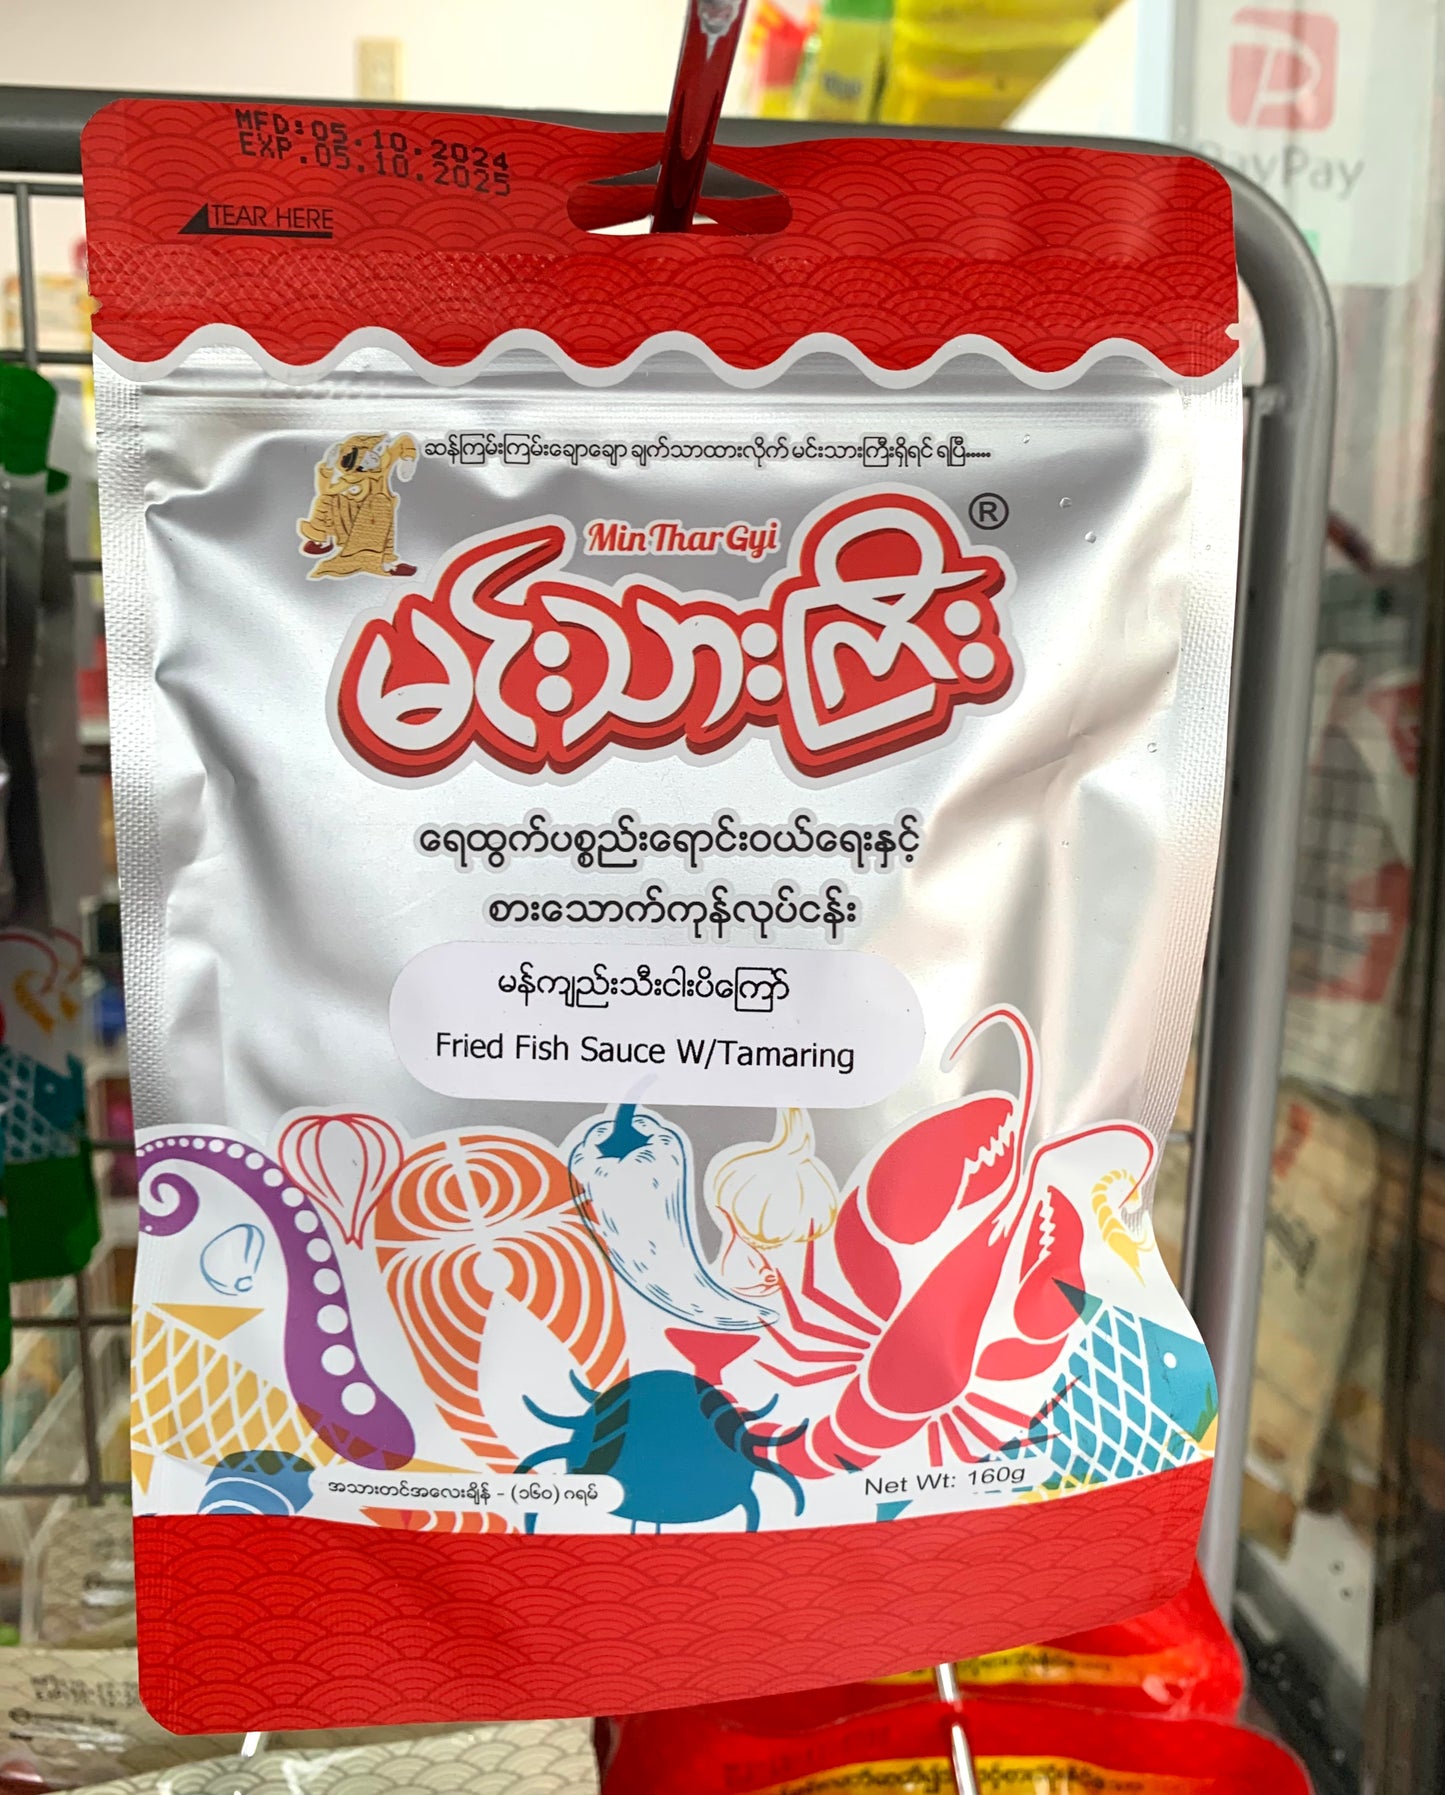 MFD:05.10.2024
EXP.05.10.2025
TEAR HERE
PayPay
ဆန်ကြမ်းကြမ်းချောချော ချက်သာထားလိုက် မင်းသားကြီးရှိရင် ရပြီ.....
Min Thar Gyi
®
မင်းသားကြီး
ရေထွက်ပစ္စည်းရောင်းဝယ်ရေးနှင့်
စားသောက်ကုန်လုပ်ငန်း
မန်ကျည်းသီးငါးပိကြော်
Fried Fish Sauce W/Tamaring
အသားတင်အလေးချိန် - (၁၆၀) ဂရမ်
Net Wt: 160g